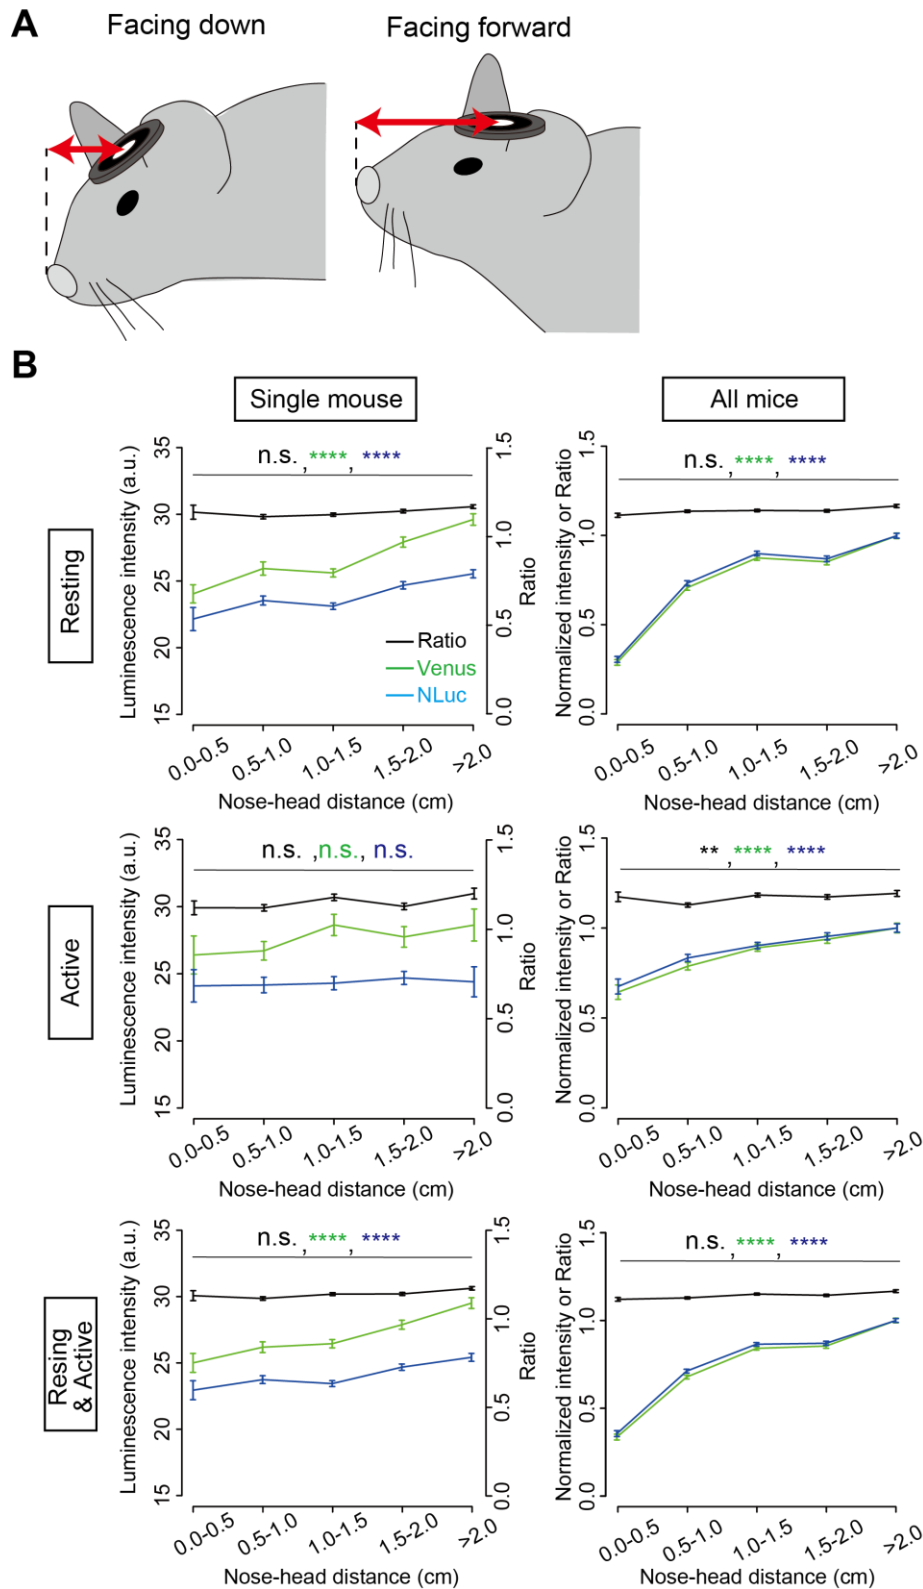 A
Facing down
Facing forward
B
Single mouse
All mice
Resting
Luminescence intensity (a.u.)
35
30
25
20
15
n.s. , ****, ****
1.5
1.0
0.5
0.0
Ratio
Ratio
Venus
NLuc
0.0-0.5
0.5-1.0
1.0-1.5
1.5-2.0
>2.0
Nose-head distance (cm)
Normalized intensity or Ratio
1.5
1.0
0.5
0.0
n.s. , ****, ****
0.0-0.5
0.5-1.0
1.0-1.5
1.5-2.0
>2.0
Nose-head distance (cm)
Active
Luminescence intensity (a.u.)
35
30
25
20
15
n.s. ,n.s., n.s.
1.5
1.0
0.5
0.0
Ratio
0.0-0.5
0.5-1.0
1.0-1.5
1.5-2.0
>2.0
Nose-head distance (cm)
Normalized intensity or Ratio
1.5
1.0
0.5
0.0
** , ****, ****
0.0-0.5
0.5-1.0
1.0-1.5
1.5-2.0
>2.0
Nose-head distance (cm)
Resing
& Active
Luminescence intensity (a.u.)
35
30
25
20
15
n.s. , ****, ****
1.5
1.0
0.5
0.0
Ratio
0.0-0.5
0.5-1.0
1.0-1.5
1.5-2.0
>2.0
Nose-head distance (cm)
Normalized intensity or Ratio
1.5
1.0
0.5
0.0
n.s. , ****, ****
0.0-0.5
0.5-1.0
1.0-1.5
1.5-2.0
>2.0
Nose-head distance (cm)